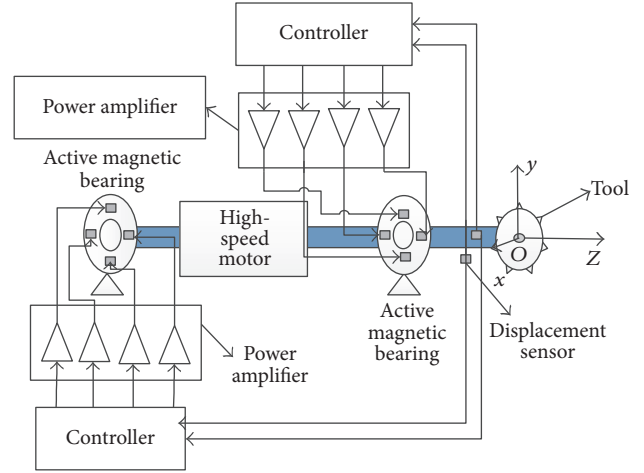 Controller
Power amplifier
Active magnetic
bearing
High-
speed
motor
y
Tool
O
Z
x
Active
magnetic
bearing
Displacement
sensor
Power
amplifier
Controller